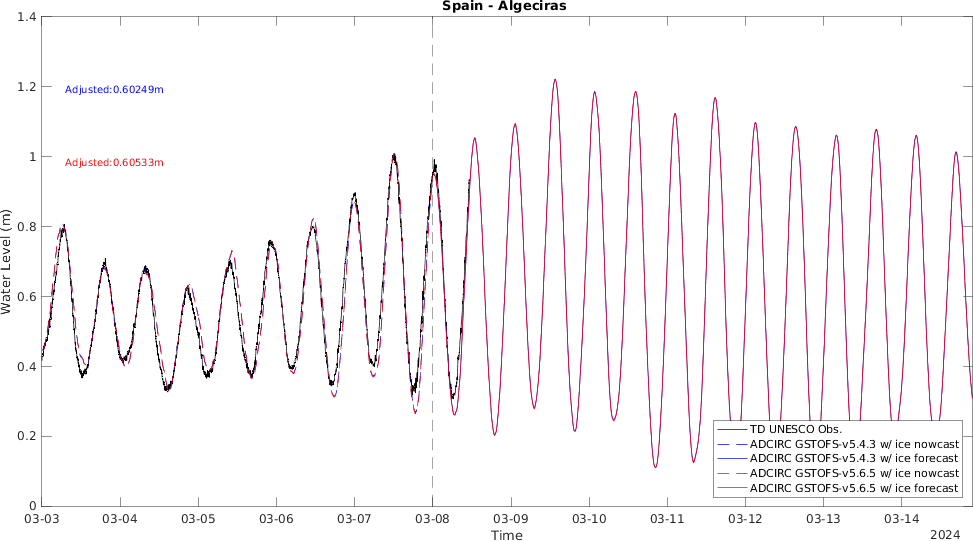 Spain - Algeciras
1.4
1.2
1
0.8
0.6
0.4
0.2
0
Water Level (m)
Adjusted:0.60249m
Adjusted:0.60533m
TD UNESCO Obs.
ADCIRC GSTOFS-v5.4.3 w/ ice nowcast
ADCIRC GSTOFS-v5.4.3 w/ ice forecast
ADCIRC GSTOFS-v5.6.5 w/ ice nowcast
ADCIRC GSTOFS-v5.6.5 w/ ice forecast
03-03 03-04 03-05 03-06 03-07 03-08 03-09 03-10 03-11 03-12 03-13 03-14
Time
2024